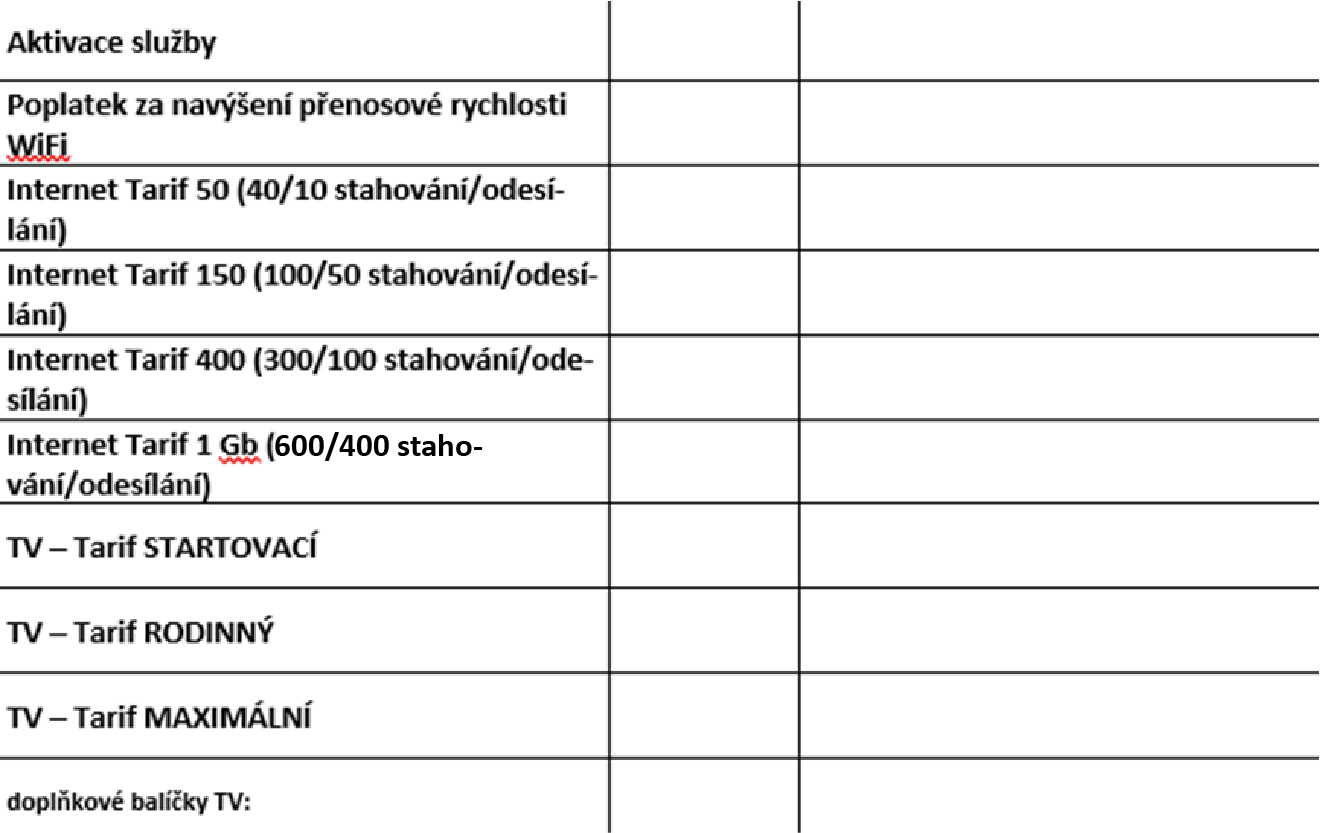 Aktivace služby
Poplatek za navýšení přenosové rychlosti
WiFi
Internet Tarif 50 (40/10 stahování/odesí-
lání)
Internet Tarif 150 (100/50 stahování/odesí-
lání)
Internet Tarif 400 (300/100 stahování/ode-
sílání)
Internet Tarif 1 Gb (600/400 staho-
vání/odesílání)
TV – Tarif STARTOVACÍ
TV – Tarif RODINNÝ
TV – Tarif MAXIMÁLNÍ
doplňkové balíčky TV: